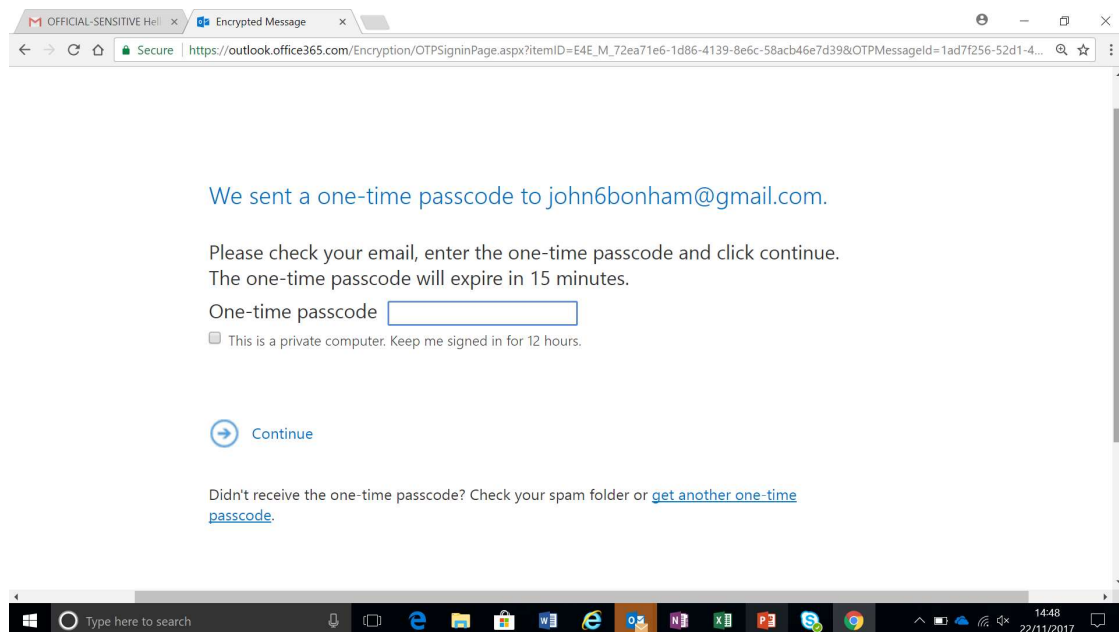 OFFICIAL-SENSITIVE Hel
Encrypted Message
Secure
https://outlook.office365.com/Encryption/OTPSigninPage.aspx?itemID=E4E_M_72ea71e6-1d86-4139-8e6c-58acb46e7d39&OTPMessageId=1ad7f256-52d1-4...
We sent a one-time passcode to john6bonham@gmail.com.
Please check your email, enter the one-time passcode and click continue.
The one-time passcode will expire in 15 minutes.
One-time passcode
This is a private computer. Keep me signed in for 12 hours.
Continue
Didn't receive the one-time passcode? Check your spam folder or get another one-time
passcode.
Type here to search
14:48
22/11/2017